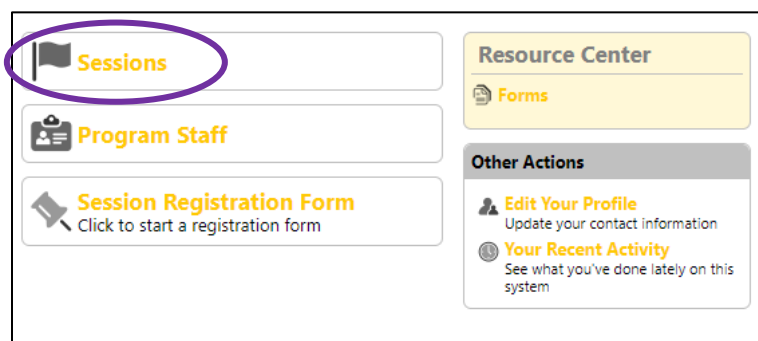 Sessions
Program Staff
Session Registration Form
Click to start a registration form
Resource Center
Forms
Other Actions
Edit Your Profile
Update your contact information
Your Recent Activity
See what you've done lately on this
system